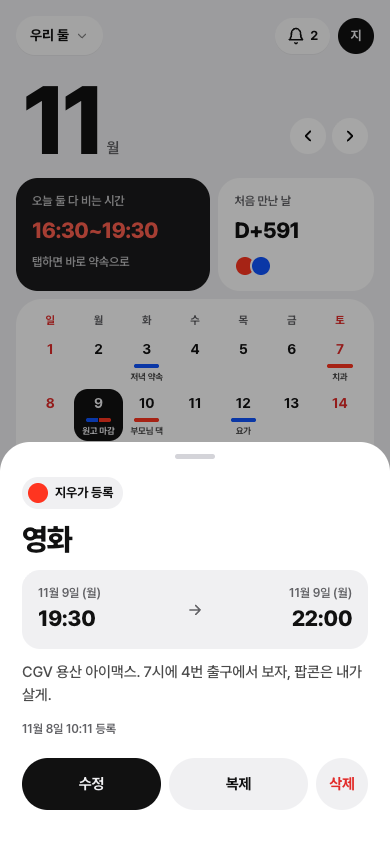 우리 둘
2
지
11
월
오늘 둘 다 비는 시간
16:30~19:30
탭하면 바로 약속으로
처음 만난 날
D+591
일 월 화 수 목 금 토
1 2 3 4 5 6 7
저녁 약속 치과
8 9 10 11 12 13 14
원고 마감 부모님 댁 요가
지우가 등록
영화
11월 9일 (월) 11월 9일 (월)
19:30 → 22:00
CGV 용산 아이맥스. 7시에 4번 출구에서 보자, 팝콘은 내가
살게.
11월 8일 10:11 등록
수정 복제 삭제